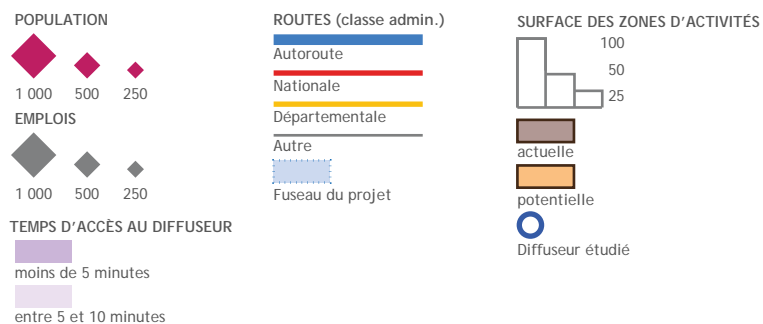 POPULATION
1 000 500 250
EMPLOIS
1 000 500 250
TEMPS D'ACCÈS AU DIFFUSEUR
moins de 5 minutes
entre 5 et 10 minutes
ROUTES (classe admin.)
Autoroute
Nationale
Départementale
Autre
Fuseau du projet
SURFACE DES ZONES D'ACTIVITÉS
100
50
25
actuelle
potentielle
Diffuseur étudié